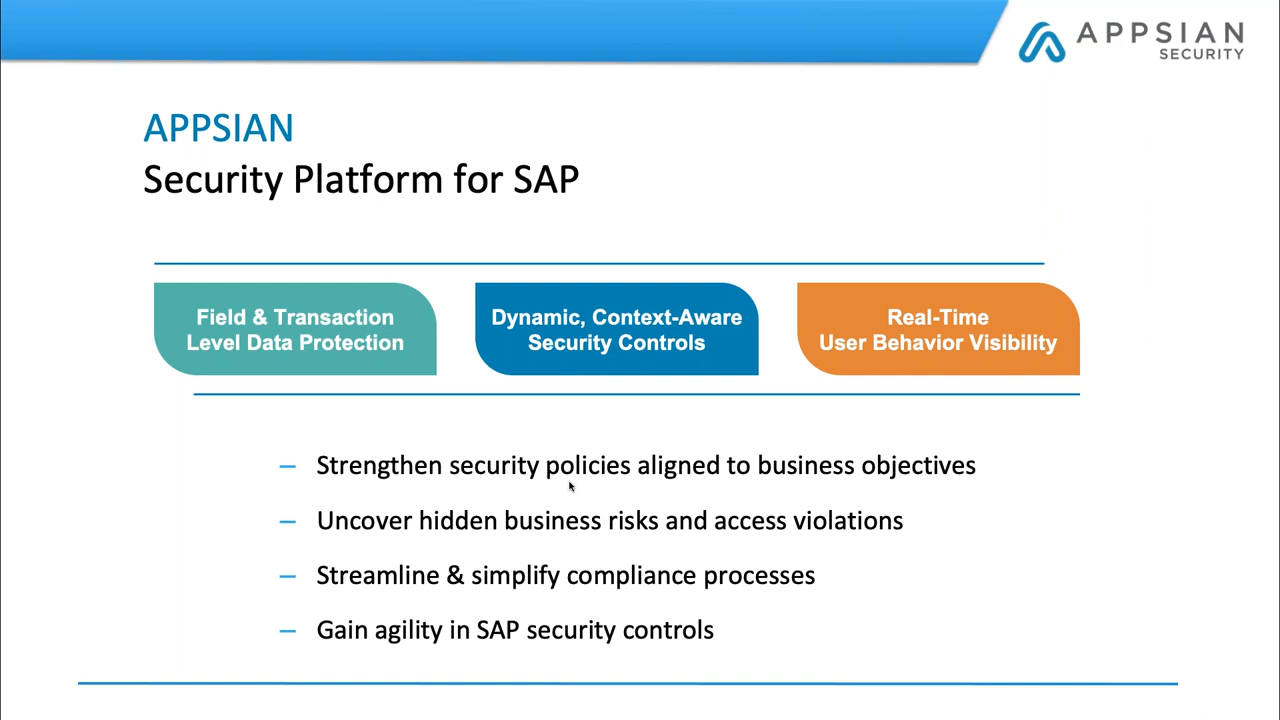 APPSIAN
SECURITY
APPSIAN
Security Platform for SAP
Field & Transaction
Level Data Protection
Dynamic, Context-Aware
Security Controls
Real-Time
User Behavior Visibility
– Strengthen security policies aligned to business objectives
– Uncover hidden business risks and access violations
– Streamline & simplify compliance processes
– Gain agility in SAP security controls